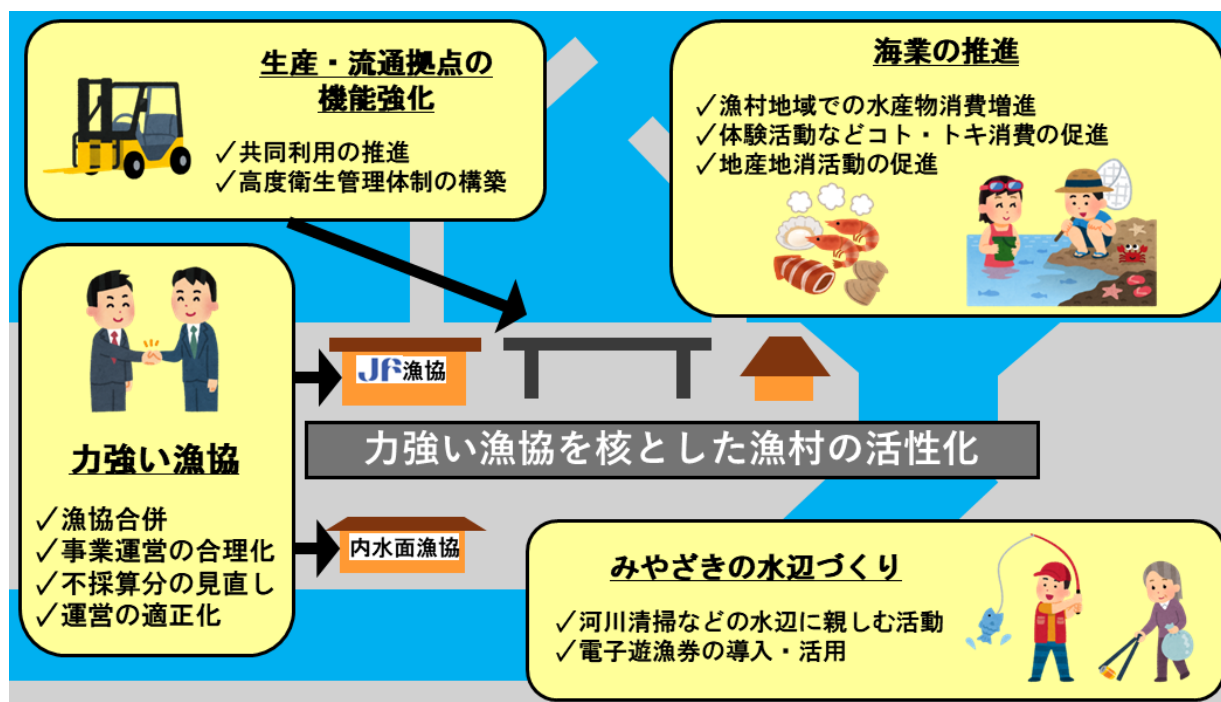 生産・流通拠点の
機能強化
✓共同利用の推進
✓高度衛生管理体制の構築
海業の推進
✓漁村地域での水産物消費増進
✓体験活動などコト・トキ消費の促進
✓地産地消活動の促進
力強い漁協
✓漁協合併
✓事業運営の合理化
✓不採算分の見直し
✓運営の適正化
JF漁協
力強い漁協を核とした漁村の活性化
内水面漁協
みやざきの水辺づくり
✓河川清掃などの水辺に親しむ活動
✓電子遊漁券の導入・活用